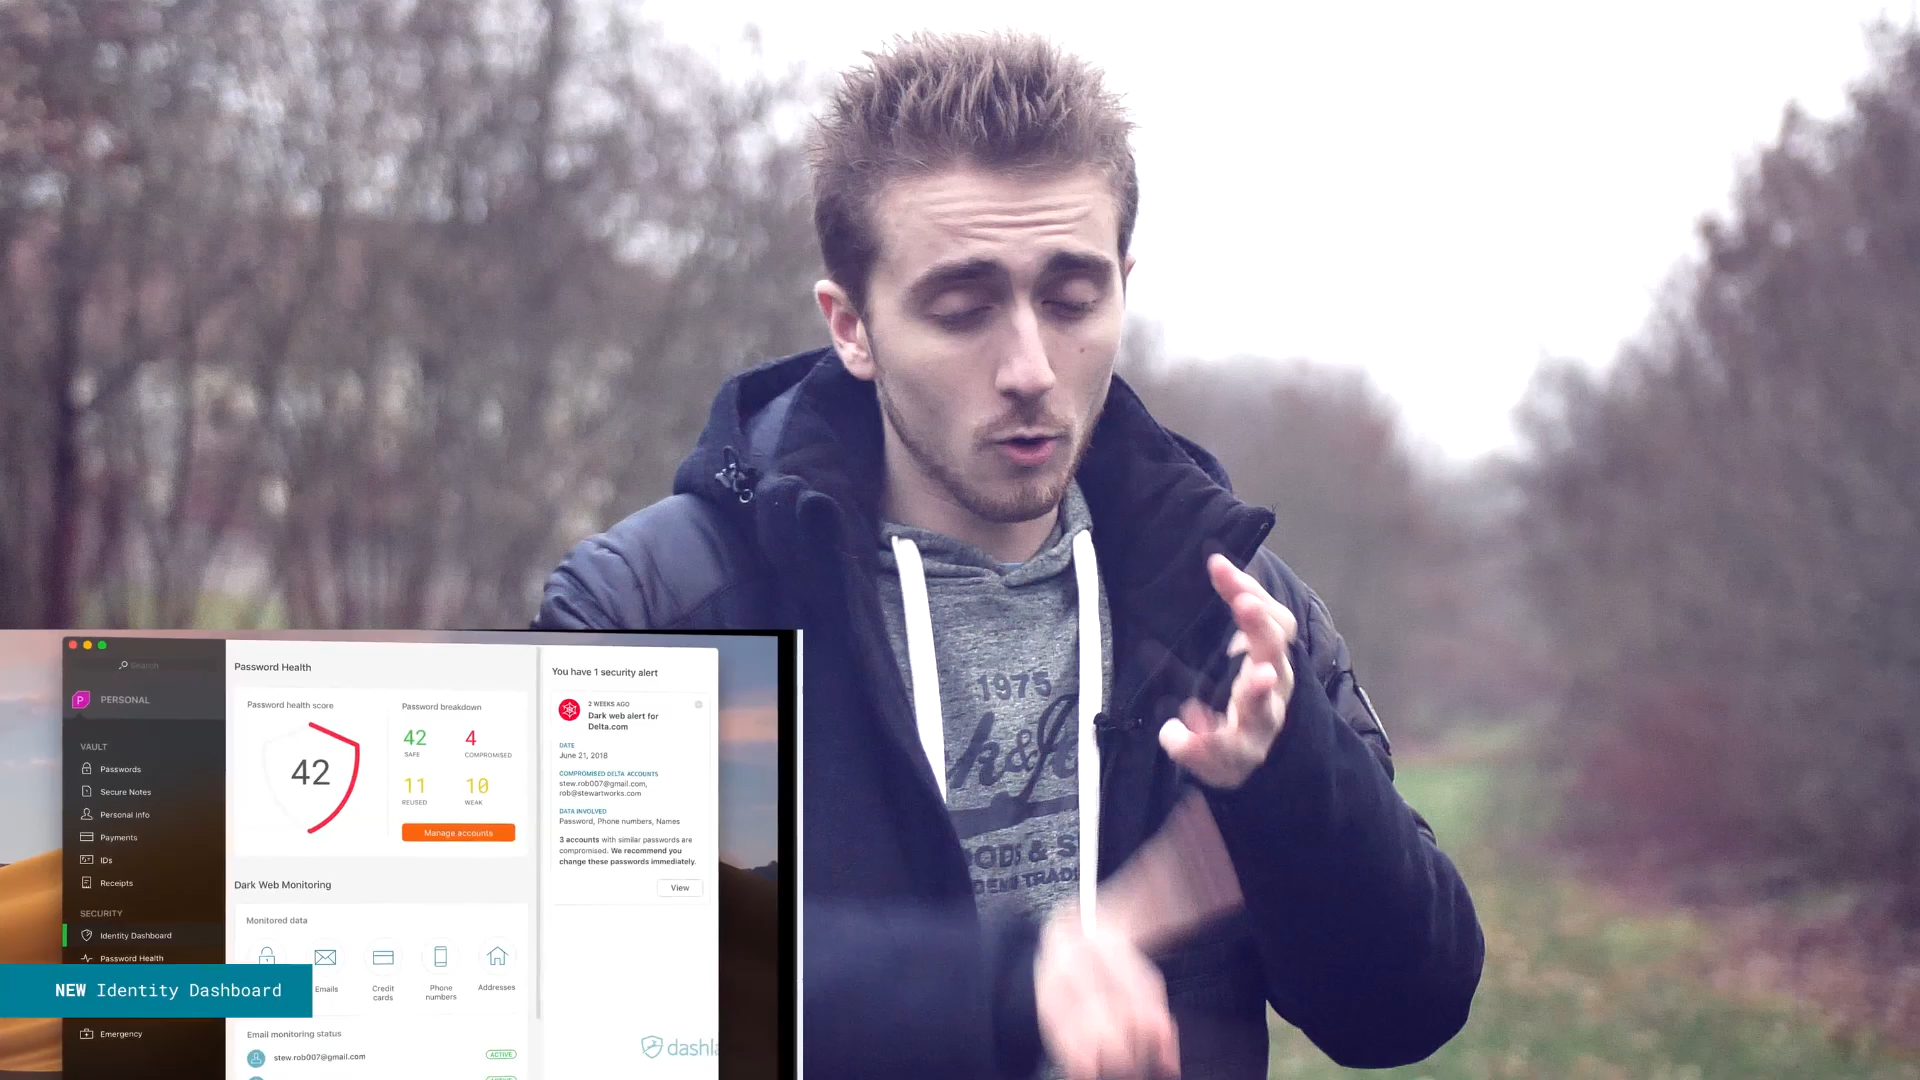 Search
P PERSONAL
VAULT
Passwords
Secure Notes
Personal Info
Payments
IDs
Receipts
SECURITY
Identity Dashboard
Password Health
NEW Identity Dashboard
Emergency
Password Health
Password health score
42
Password breakdown
42
SAFE
4
COMPROMISED
11
REUSED
10
WEAK
Manage accounts
Dark Web Monitoring
Monitored data
Emails
Credit
cards
Phone
numbers
Addresses
Email monitoring status
stew.rob007@gmail.com
ACTIVE
You have 1 security alert
2 WEEKS AGO
Dark web alert for
Delta.com
DATE
June 21, 2018
COMPROMISED DELTA ACCOUNTS
stew.rob007@gmail.com,
rob@stewartworks.com
DATA INVOLVED
Password, Phone numbers, Names
3 accounts with similar passwords are
compromised. We recommend you
change these passwords immediately.
View
dashla
1975